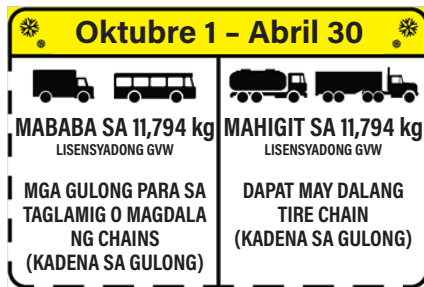 Oktubre 1 – Abril 30
MABABA SA 11,794 kg
LISENSYADONG GVW
MGA GULONG PARA SA
TAGLAMIG O MAGDALA
NG CHAINS
(KADENA SA GULONG)
MAHIGIT SA 11,794 kg
LISENSYADONG GVW
DAPAT MAY DALANG
TIRE CHAIN
(KADENA SA GULONG)